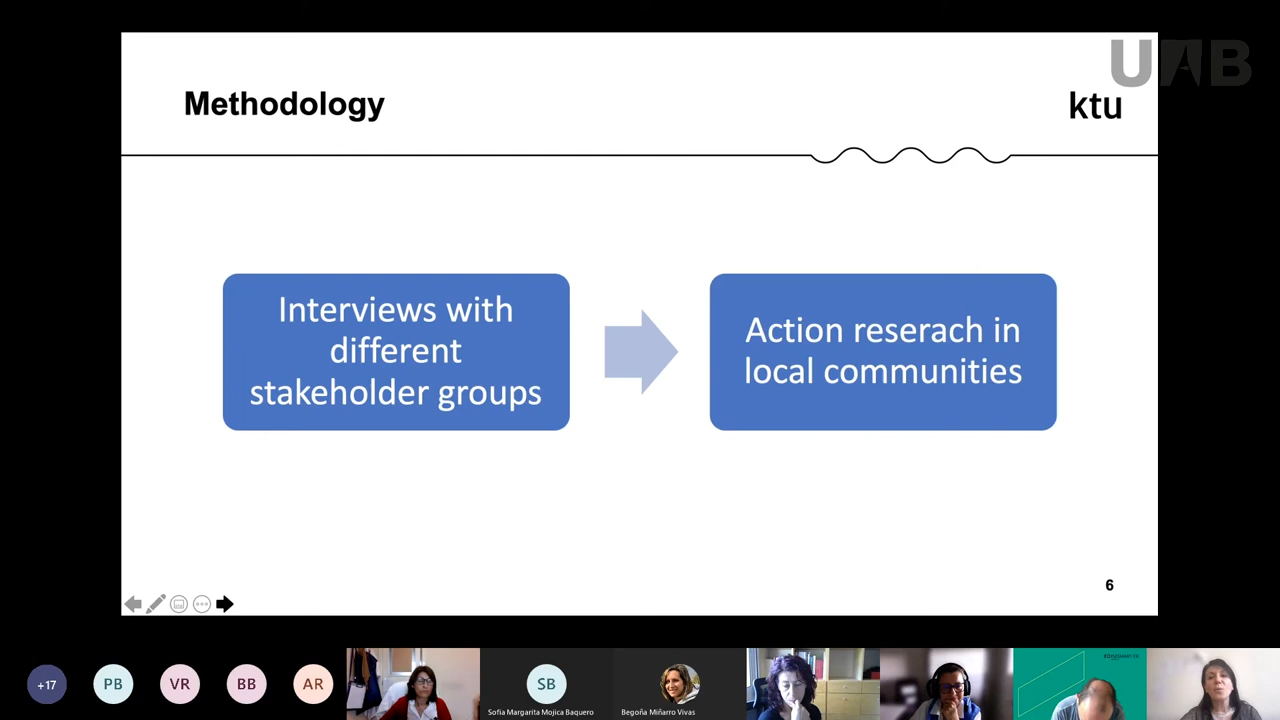 UAB
Methodology
ktu
Interviews with
different
stakeholder groups
Action reserach in
local communities
6
+17
PB
VR
BB
AR
SB
Sofia Margarita Mojica Baquero
Begoña Miñarro Vivas